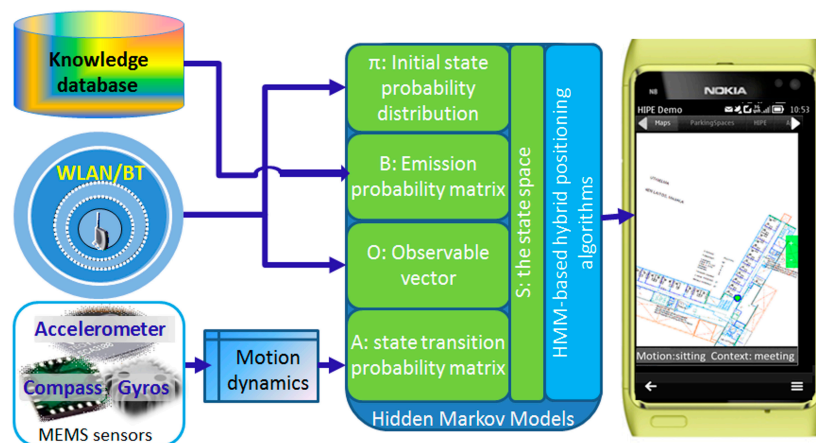 Knowledge
database
WLAN/BT
Accelerometer
Compass Gyros
MEMS sensors
Motion
dynamics
π: Initial state
probability
distribution
B: Emission
probability matrix
O: Observable
vector
A: state transition
probability matrix
S: the state space
HMM-based hybrid positioning
algorithms
Hidden Markov Models
N8 NOKIA
HIPE Demo 10:53
Maps ParkingSpaces HIPE
Motion:sitting Context: meeting